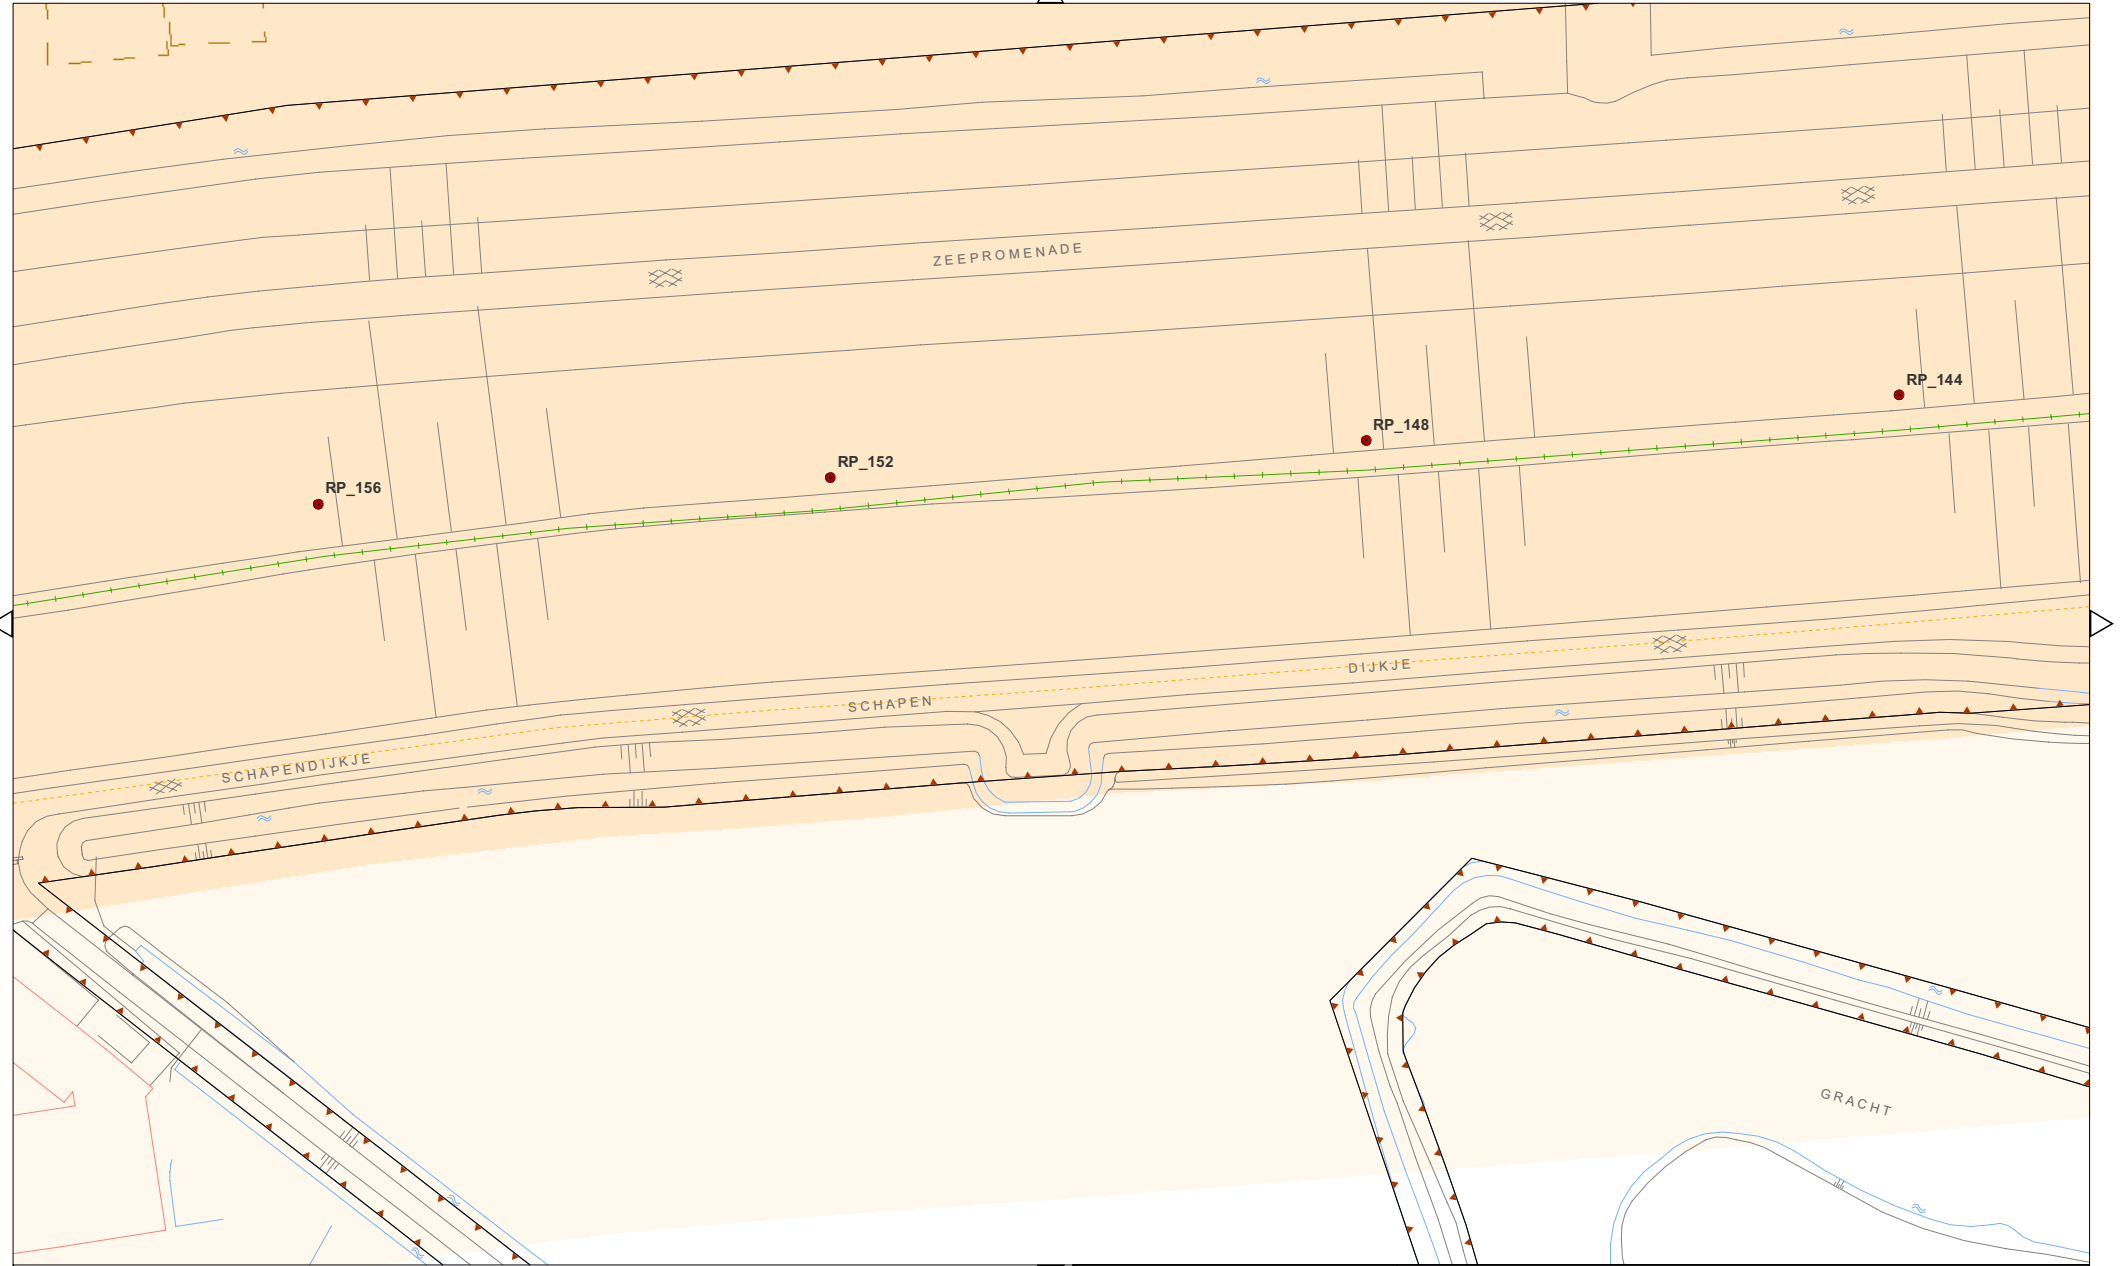 ZEEPROMENADE
RP_144
RP_148
RP_152
RP_156
DIJKJE
SCHAPEN
SCHAPENDIJKJE
GRACHT